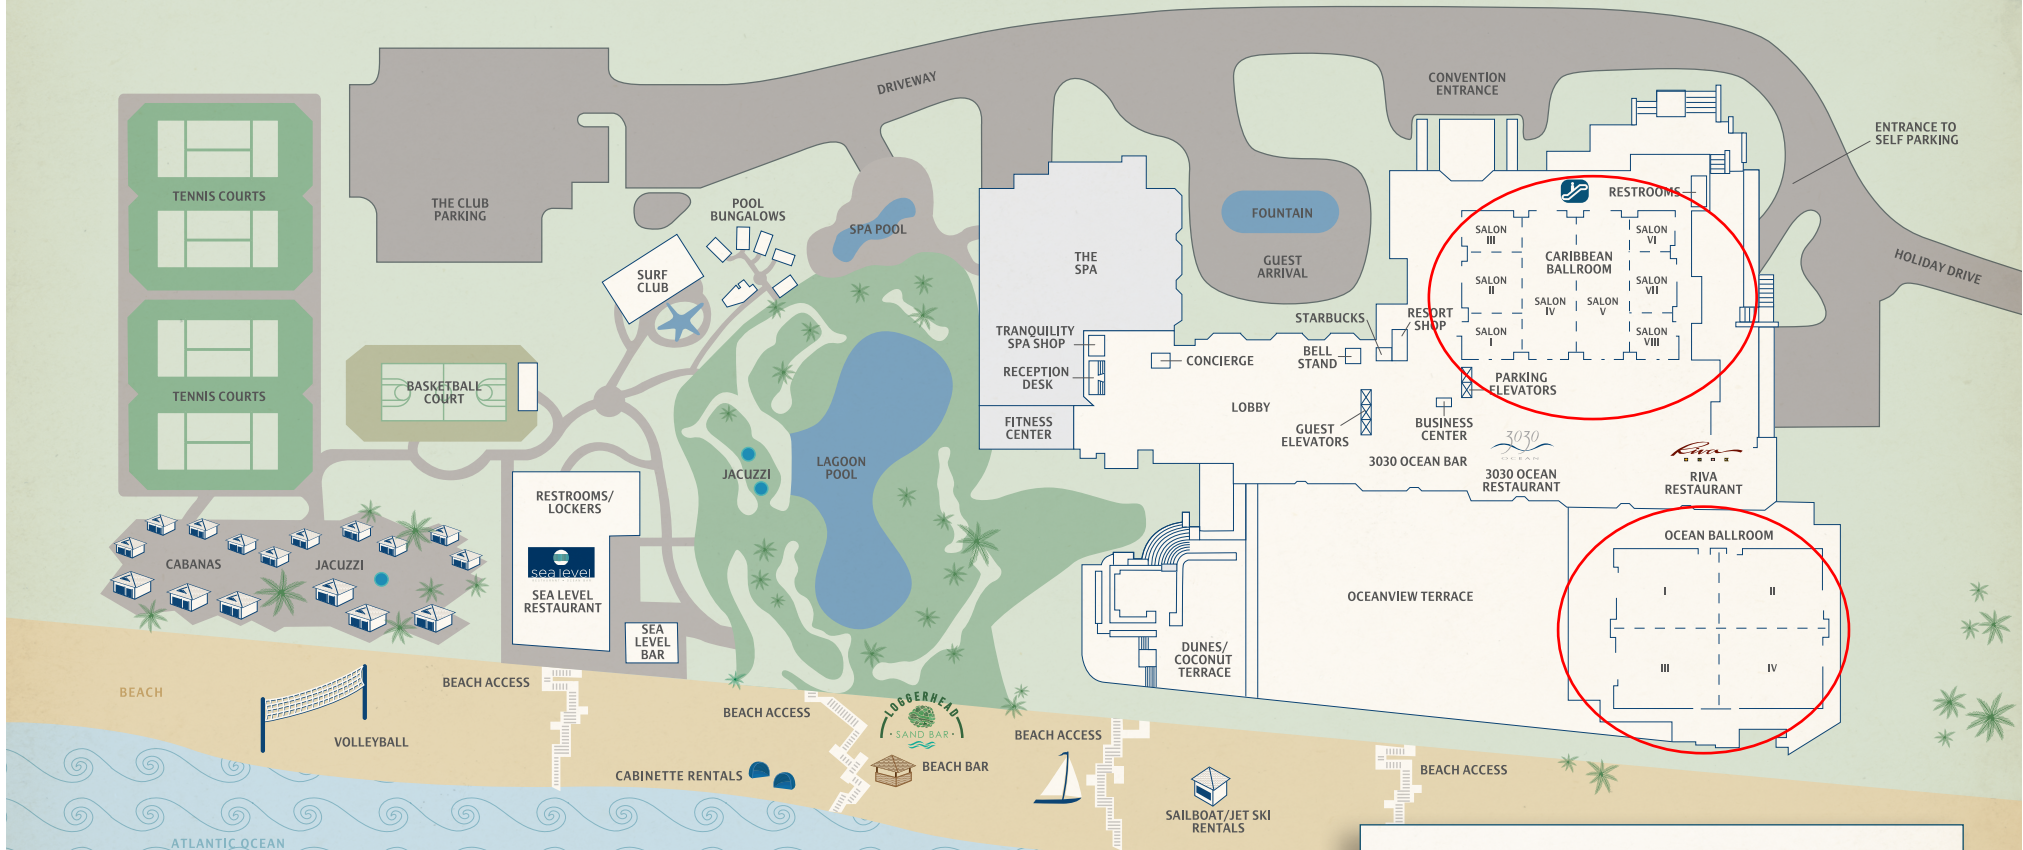 DRIVEWAY
CONVENTION
ENTRANCE
ENTRANCE TO
SELF PARKING
TENNIS COURTS
THE CLUB
PARKING
POOL
BUNGALOWS
SPA POOL
FOUNTAIN
RESTROOMS
SALON
III
SALON
VI
CARIBBEAN
BALLROOM
SURF
CLUB
THE
SPA
GUEST
ARRIVAL
HOLIDAY DRIVE
SALON
II
SALON
IV
SALON
V
SALON
VII
SALON
I
SALON
VIII
STARBUCKS
RESORT
SHOP
TRANQUILITY
SPA SHOP
CONCIERGE
BELL
STAND
RECEPTION
DESK
PARKING
ELEVATORS
TENNIS COURTS
BASKETBALL
COURT
LOBBY
FITNESS
CENTER
GUEST
ELEVATORS
BUSINESS
CENTER
3030
OCEAN
3030 OCEAN BAR
3030 OCEAN
RESTAURANT
Riva
RIVA
RESTAURANT
JACUZZI
LAGOON
POOL
RESTROOMS/
LOCKERS
OCEAN BALLROOM
CABANAS
JACUZZI
sea level
SEA LEVEL
RESTAURANT
OCEANVIEW TERRACE
I
II
III
IV
SEA
LEVEL
BAR
DUNES/
COCONUT
TERRACE
BEACH
BEACH ACCESS
LOGGERHEAD
SAND BAR
BEACH ACCESS
BEACH ACCESS
VOLLEYBALL
CABINETTE RENTALS
BEACH BAR
BEACH ACCESS
SAILBOAT/JET SKI
RENTALS
ATLANTIC OCEAN